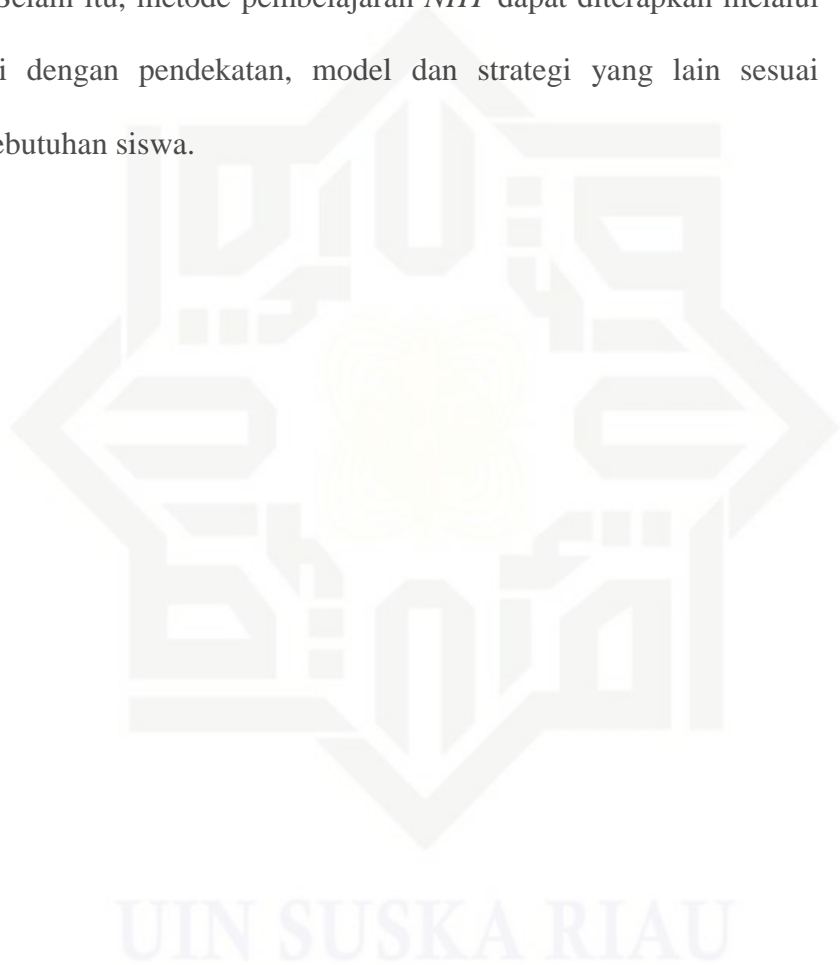 Selain itu, metode pembelajaran NHT dapat diterapkan melalui
i dengan pendekatan, model dan strategi yang lain sesuai
ebutuhan siswa.
UIN SUSKA RIAU